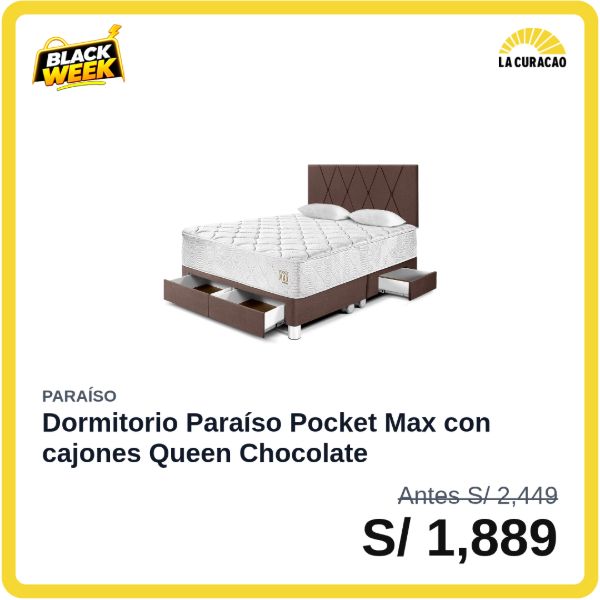 BLACK
WEEK
LA CURACAO
PARAÍSO
Dormitorio Paraíso Pocket Max con
cajones Queen Chocolate
Antes S/ 2,449
S/ 1,889